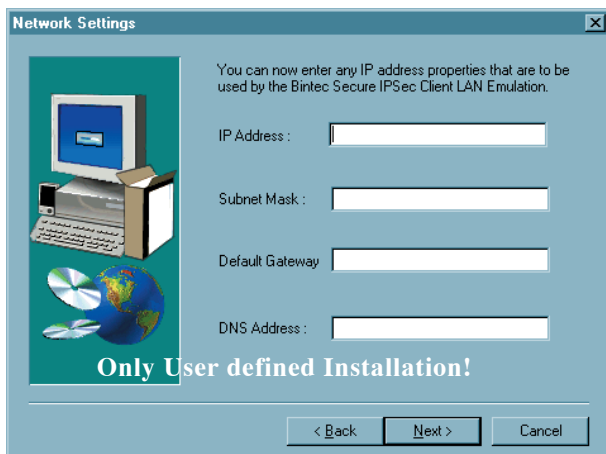 Network Settings
You can now enter any IP address properties that are to be
used by the Bintec Secure IPSec Client LAN Emulation.
IP Address :
Subnet Mask :
Default Gateway
DNS Address :
Only User defined Installation!
< Back
Next >
Cancel